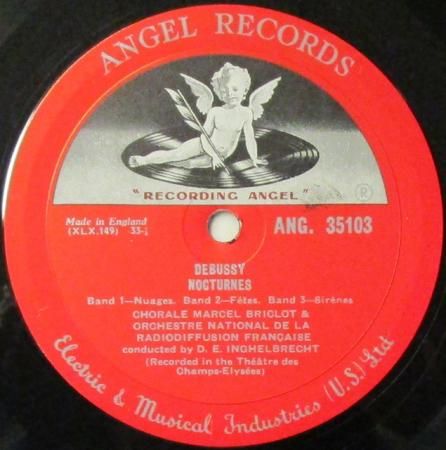 ANGEL RECORDS
"RECORDING ANGEL" ®
Made in England
(XLX.149) 33-⅓
ANG. 35103
DEBUSSY
NOCTURNES
Band 1—Nuages. Band 2—Fêtes. Band 3—Sirènes
CHORALE MARCEL BRICLOT &
ORCHESTRE NATIONAL DE LA
RADIODIFFUSION FRANÇAISE
conducted by D. E. INGHELBRECHT
(Recorded in the Théâtre des
Champs-Elysées)
Electric & Musical Industries (U.S.) Ltd